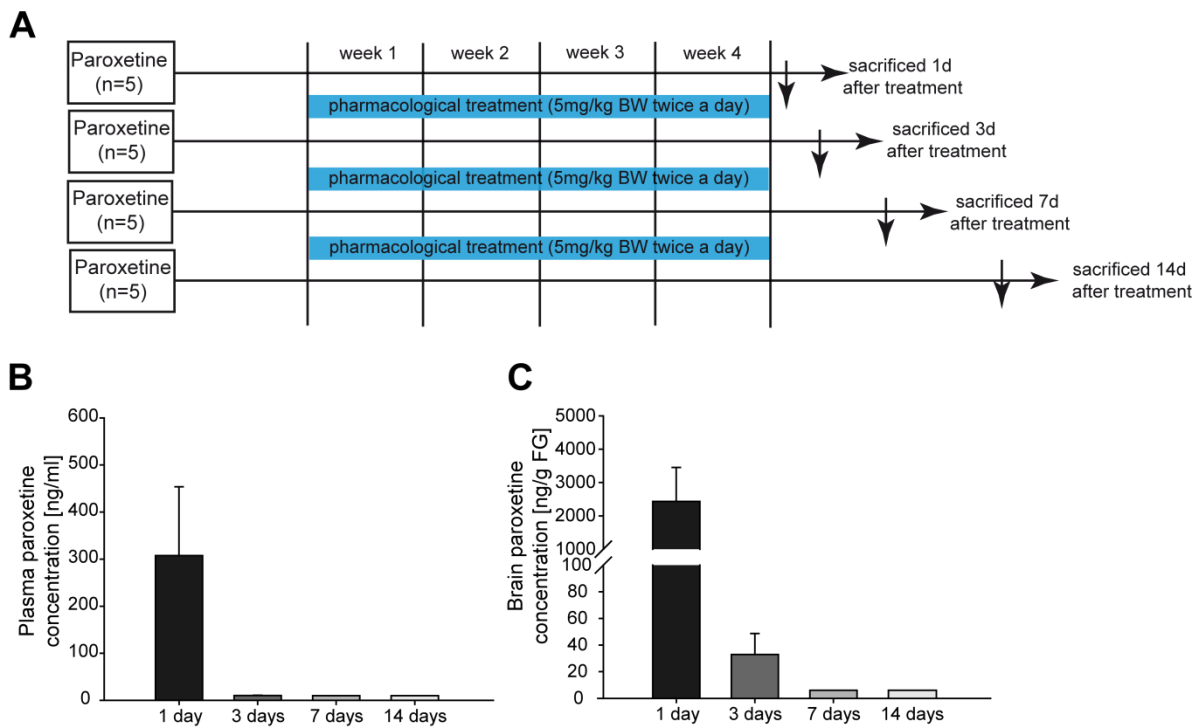 A
week 1 week 2 week 3 week 4
Paroxetine
(n=5)
sacrificed 1d
after treatment
pharmacological treatment (5mg/kg BW twice a day)
Paroxetine
(n=5)
sacrificed 3d
after treatment
pharmacological treatment (5mg/kg BW twice a day)
Paroxetine
(n=5)
sacrificed 7d
after treatment
pharmacological treatment (5mg/kg BW twice a day)
Paroxetine
(n=5)
sacrificed 14d
after treatment
B
Plasma paroxetine
concentration [ng/ml]
600
500
400
300
200
100
0
1 day 3 days 7 days 14 days
C
Brain paroxetine
concentration [ng/g FG]
5000
4000
3000
2000
1000
100
80
60
40
20
0
1 day 3 days 7 days 14 days